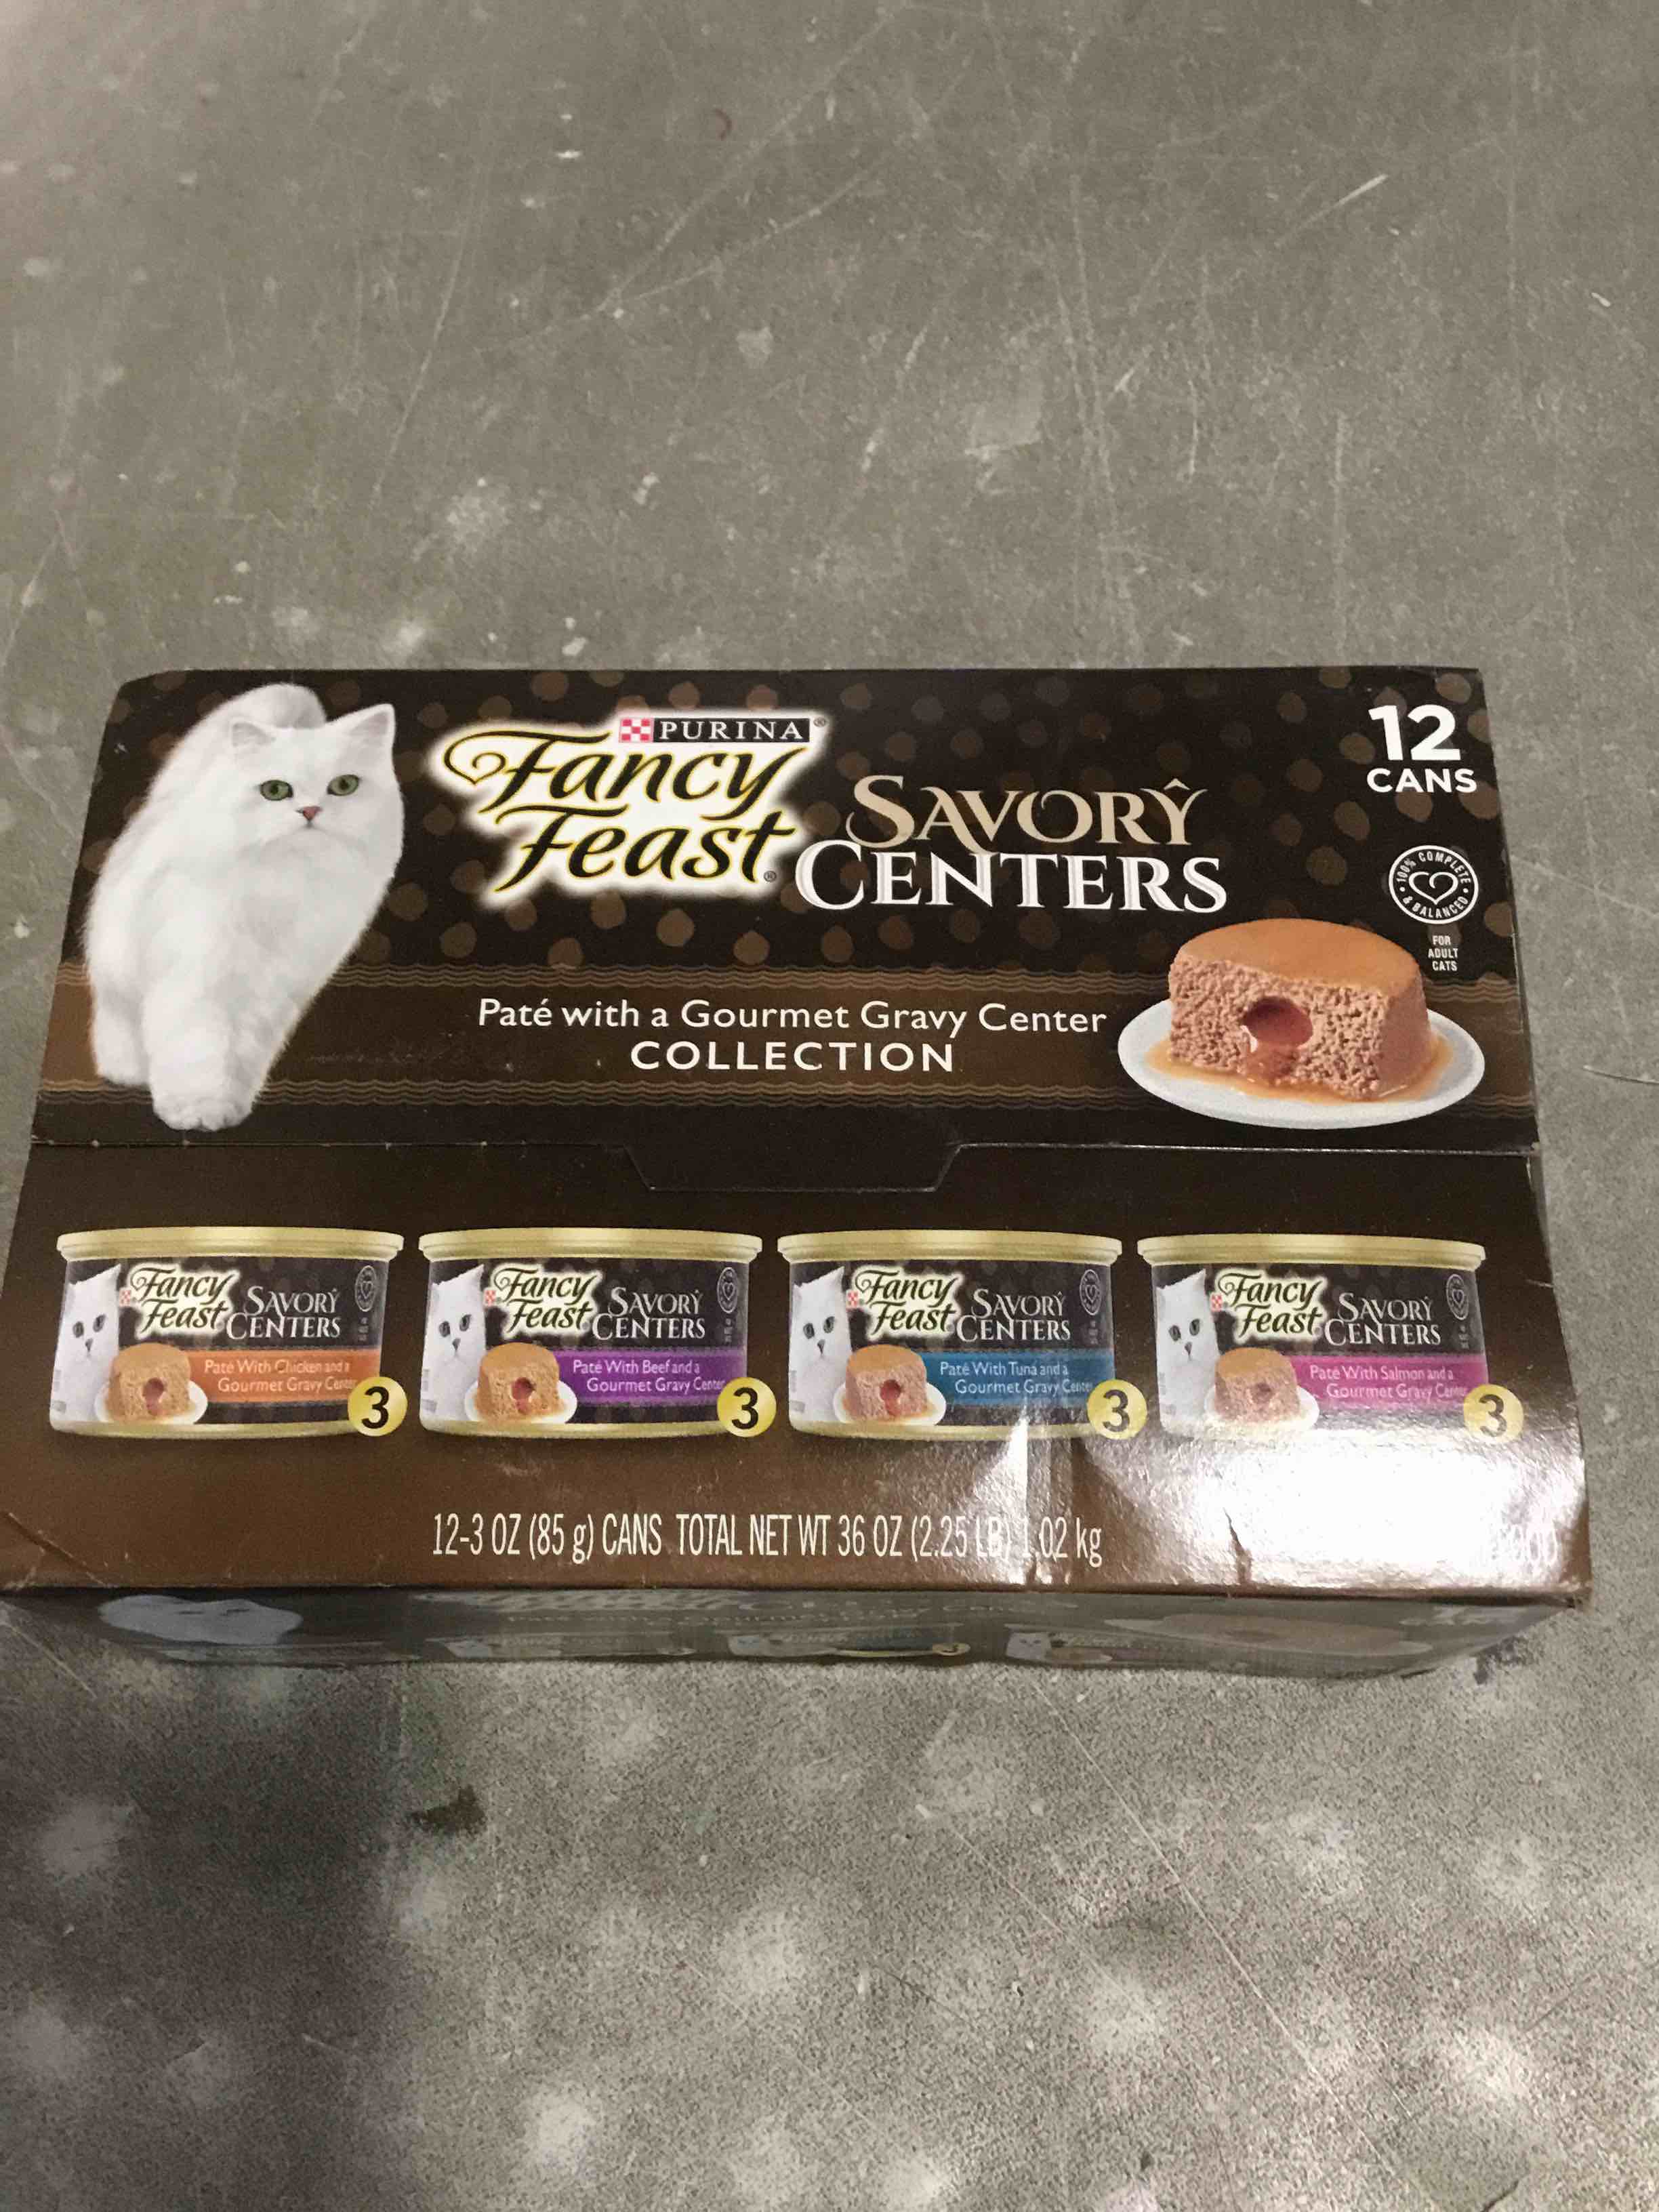 PURINA®
Fancy
Feast®
SAVORY
CENTERS
12
CANS
100% COMPLETE
& BALANCED
FOR
ADULT
CATS
Paté with a Gourmet Gravy Center
COLLECTION
Fancy
Feast
SAVORY
CENTERS
Paté With Chicken and a
Gourmet Gravy Center
3
Fancy
Feast
SAVORY
CENTERS
Paté With Beef and a
Gourmet Gravy Center
3
Fancy
Feast
SAVORY
CENTERS
Paté With Tuna and a
Gourmet Gravy Center
3
Fancy
Feast
SAVORY
CENTERS
Paté With Salmon and a
Gourmet Gravy Center
3
12-3 OZ (85 g) CANS TOTAL NET WT 36 OZ (2.25 LB) 1.02 kg